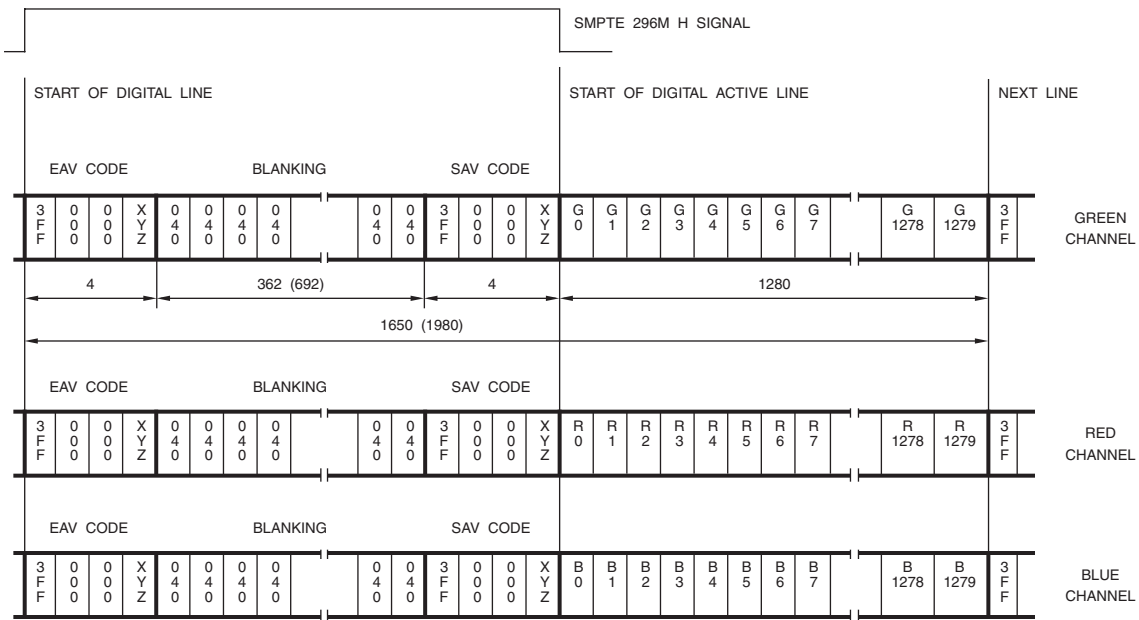 SMPTE 296M H SIGNAL
START OF DIGITAL LINE START OF DIGITAL ACTIVE LINE NEXT LINE
EAV CODE BLANKING SAV CODE
3FF 000 000 XYZ 040 040 040 040 040 040 3FF 000 000 XYZ G0 G1 G2 G3 G4 G5 G6 G7 G1278 G1279 3FF GREEN CHANNEL
4 362 (692) 4 1280
1650 (1980)
EAV CODE BLANKING SAV CODE
3FF 000 000 XYZ 040 040 040 040 040 040 3FF 000 000 XYZ R0 R1 R2 R3 R4 R5 R6 R7 R1278 R1279 3FF RED CHANNEL
EAV CODE BLANKING SAV CODE
3FF 000 000 XYZ 040 040 040 040 040 040 3FF 000 000 XYZ B0 B1 B2 B3 B4 B5 B6 B7 B1278 B1279 3FF BLUE CHANNEL